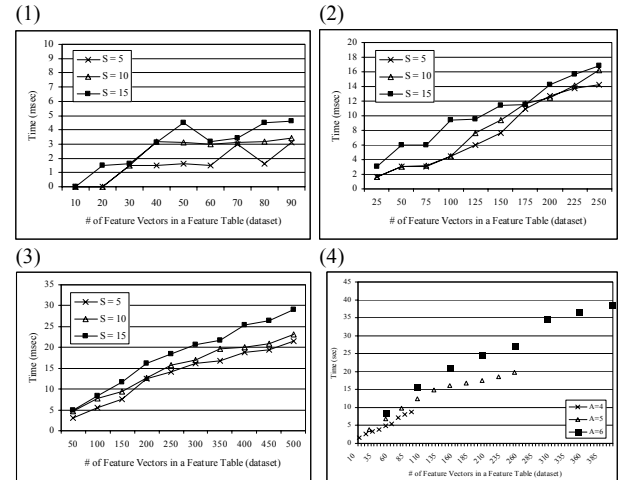 (1)
10
9
8
7
6
5
4
3
2
1
0
Time (msec)
S = 5
S = 10
S = 15
10 20 30 40 50 60 70 80 90
# of Feature Vectors in a Feature Table (dataset)
(2)
20
18
16
14
12
10
8
6
4
2
0
Time (msec)
S = 5
S = 10
S = 15
25 50 75 100 125 150 175 200 225 250
# of Feature Vectors in a Feature Table (dataset)
(3)
35
30
25
20
15
10
5
0
Time (msec)
S = 5
S = 10
S = 15
50 100 150 200 250 300 350 400 450 500
# of Feature Vectors in a Feature Table (dataset)
(4)
45
40
35
30
25
20
15
10
5
0
Time (sec)
A=4
A=5
A=6
10 35 60 85 110 135 160 185 210 235 260 285 310 335 360 385
# of Feature Vectors in a Feature Table (dataset)